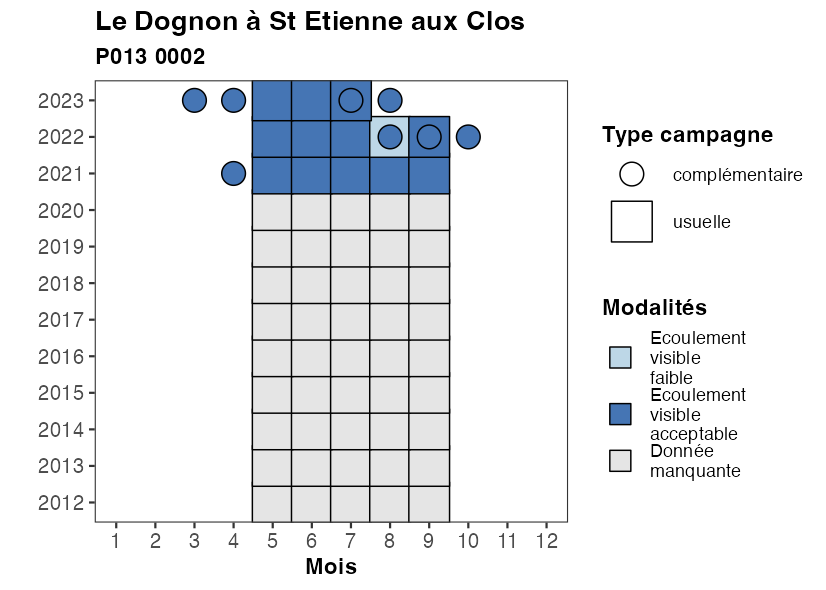 Le Dognon à St Etienne aux Clos
P013 0002
2023
2022
2021
2020
2019
2018
2017
2016
2015
2014
2013
2012
1 2 3 4 5 6 7 8 9 10 11 12
Mois
Type campagne
complémentaire
usuelle
Modalités
Ecoulement
visible
faible
Ecoulement
visible
acceptable
Donnée
manquante